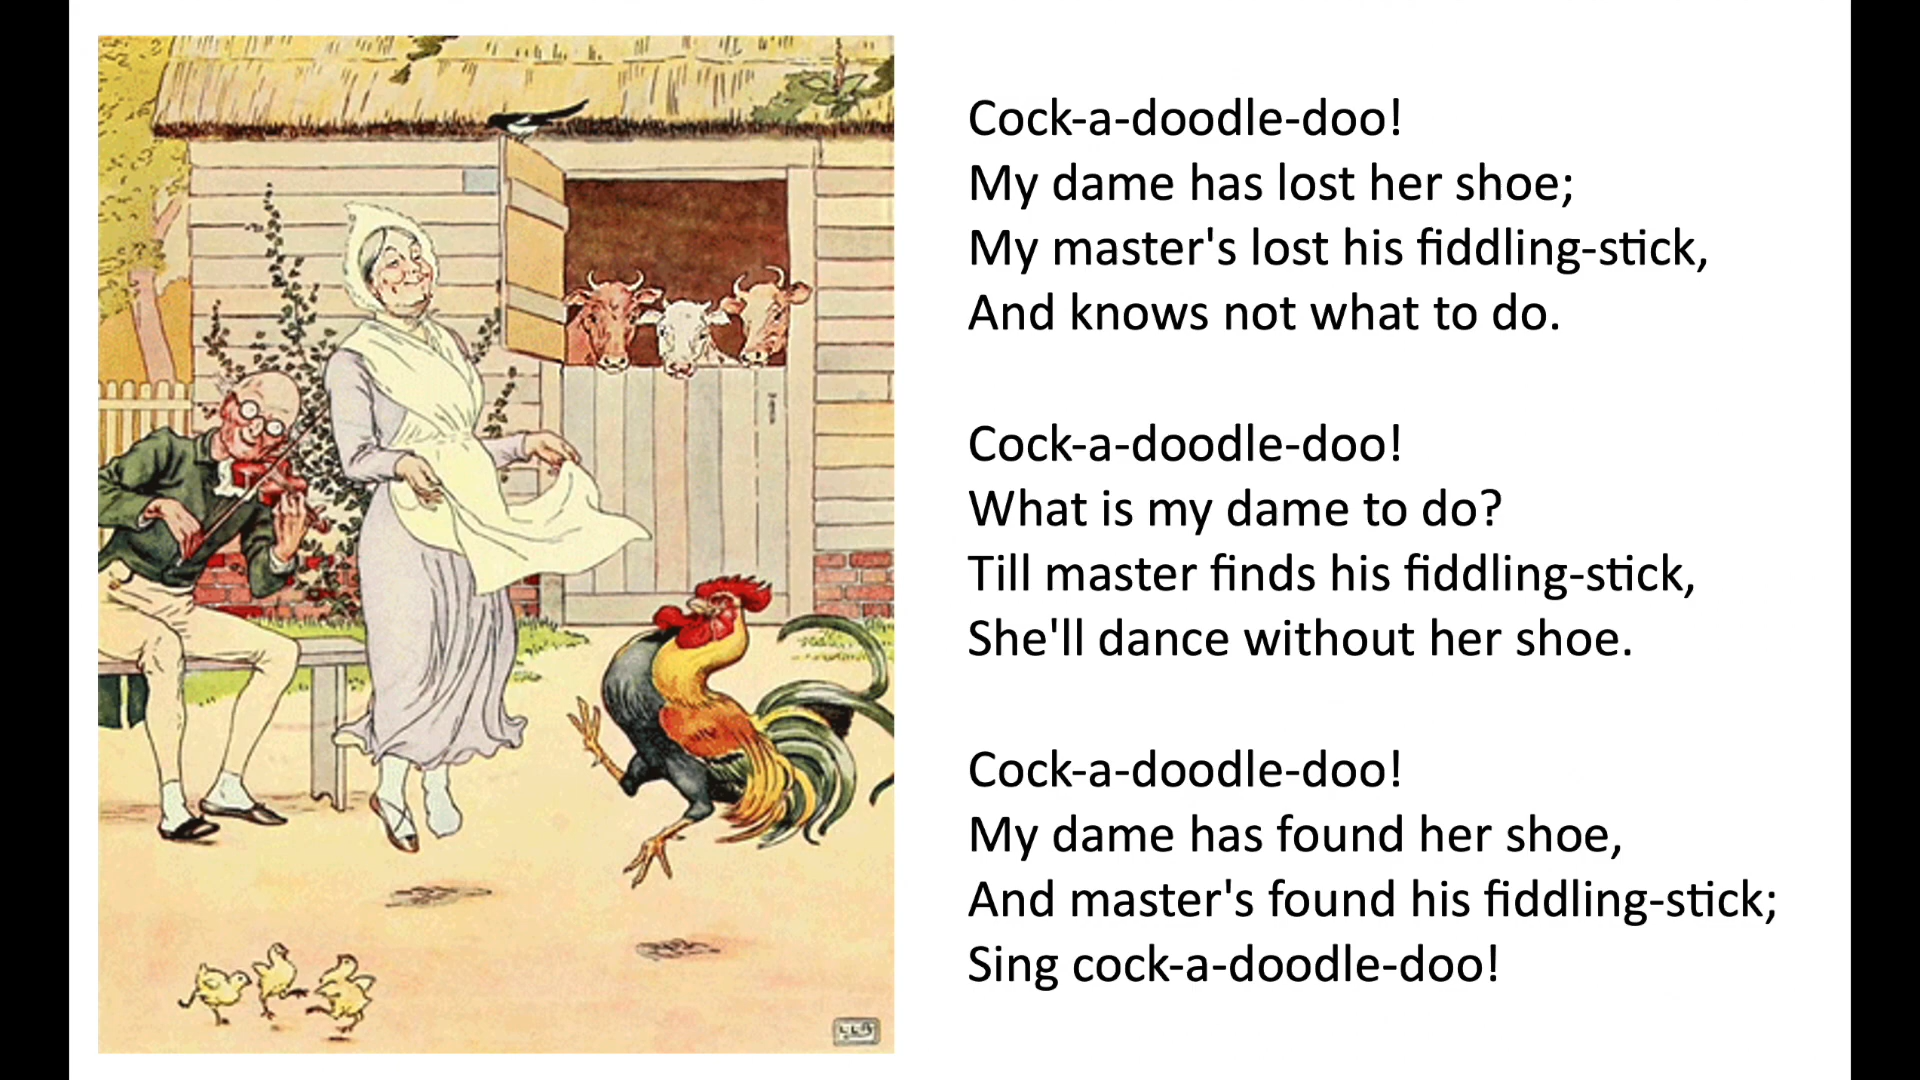 Cock-a-doodle-doo!
My dame has lost her shoe;
My master's lost his fiddling-stick,
And knows not what to do.
Cock-a-doodle-doo!
What is my dame to do?
Till master finds his fiddling-stick,
She'll dance without her shoe.
Cock-a-doodle-doo!
My dame has found her shoe,
And master's found his fiddling-stick;
Sing cock-a-doodle-doo!